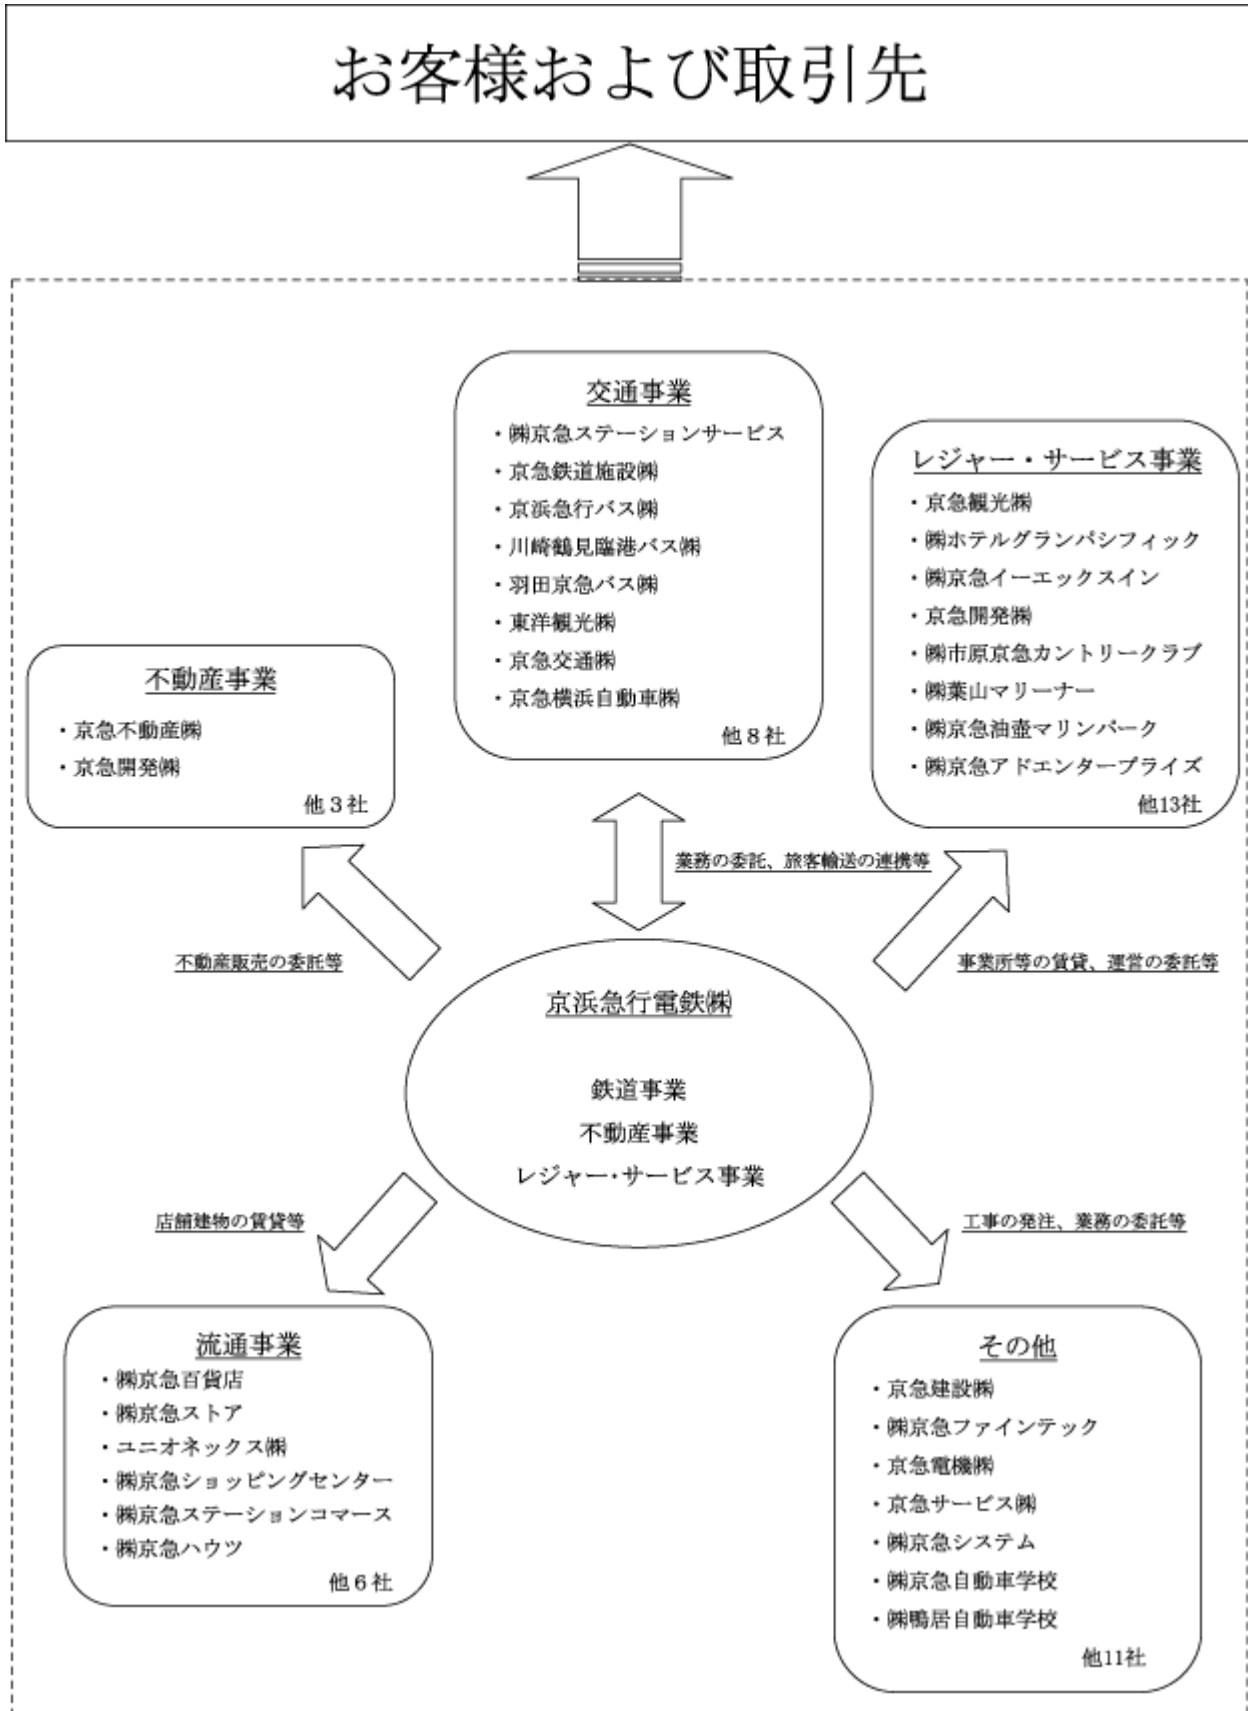 お客様および取引先
交通事業
・㈱京急ステーションサービス
・京急鉄道施設㈱
・京浜急行バス㈱
・川崎鶴見臨港バス㈱
・羽田京急バス㈱
・東洋観光㈱
・京急交通㈱
・京急横浜自動車㈱
他８社
レジャー・サービス事業
・京急観光㈱
・㈱ホテルグランパシフィック
・㈱京急イーエックスイン
・京急開発㈱
・㈱市原京急カントリークラブ
・㈱葉山マリーナー
・㈱京急油壺マリンパーク
・㈱京急アドエンタープライズ
他13社
不動産事業
・京急不動産㈱
・京急開発㈱
他３社
業務の委託、旅客輸送の連携等
不動産販売の委託等
事業所等の賃貸、運営の委託等
京浜急行電鉄㈱
鉄道事業
不動産事業
レジャー・サービス事業
店舗建物の賃貸等
工事の発注、業務の委託等
流通事業
・㈱京急百貨店
・㈱京急ストア
・ユニオネックス㈱
・㈱京急ショッピングセンター
・㈱京急ステーションコマース
・㈱京急ハウツ
他６社
その他
・京急建設㈱
・㈱京急ファインテック
・京急電機㈱
・京急サービス㈱
・㈱京急システム
・㈱京急自動車学校
・㈱鴨居自動車学校
他11社